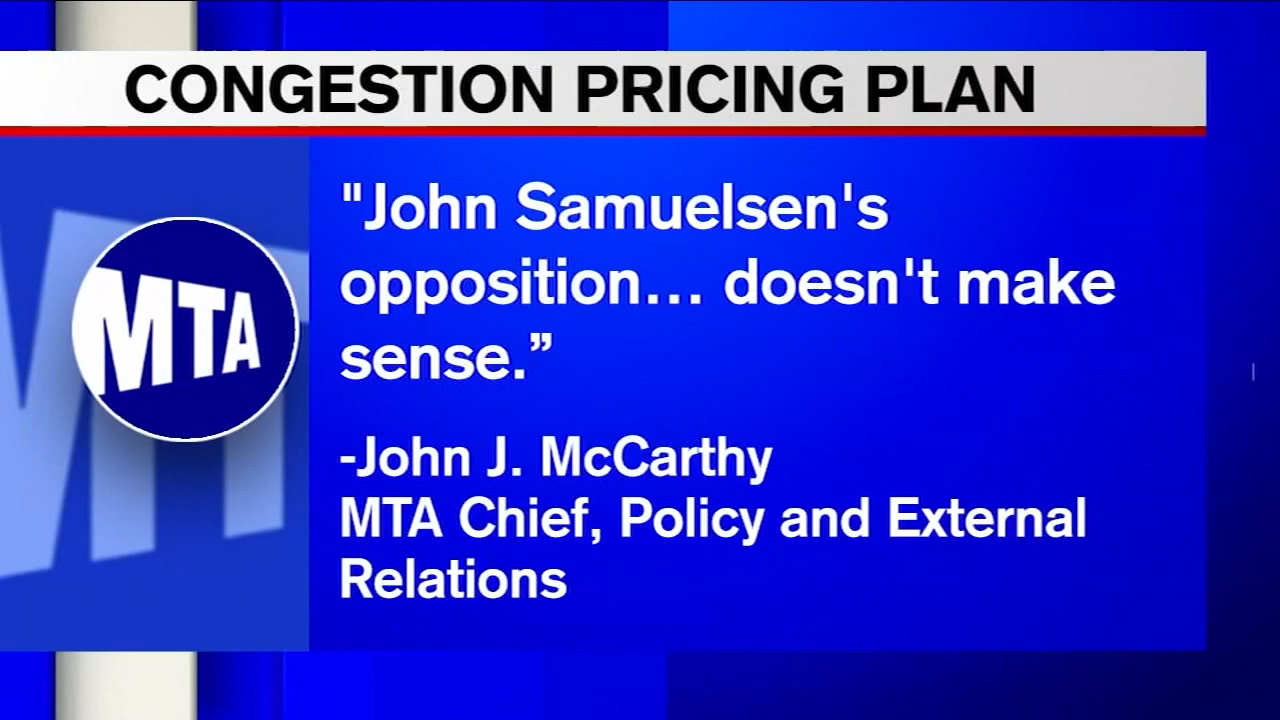 CONGESTION PRICING PLAN
MTA
"John Samuelsen's
opposition... doesn't make
sense.”
-John J. McCarthy
MTA Chief, Policy and External
Relations